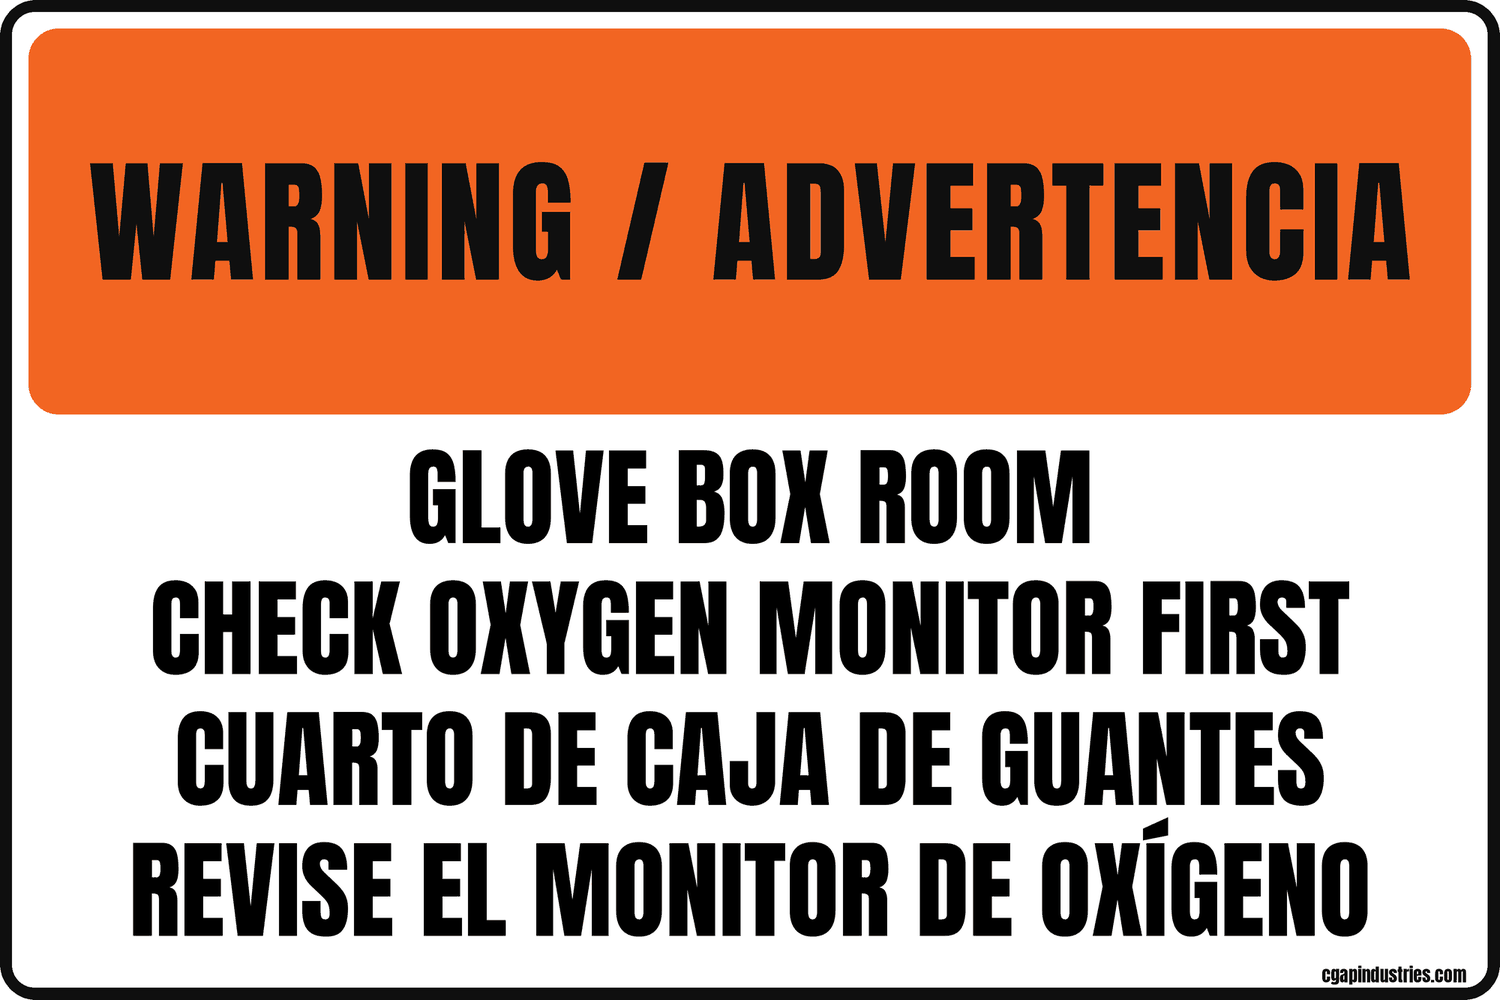 WARNING / ADVERTENCIA
GLOVE BOX ROOM
CHECK OXYGEN MONITOR FIRST
CUARTO DE CAJA DE GUANTES
REVISE EL MONITOR DE OXÍGENO
cgapindustries.com